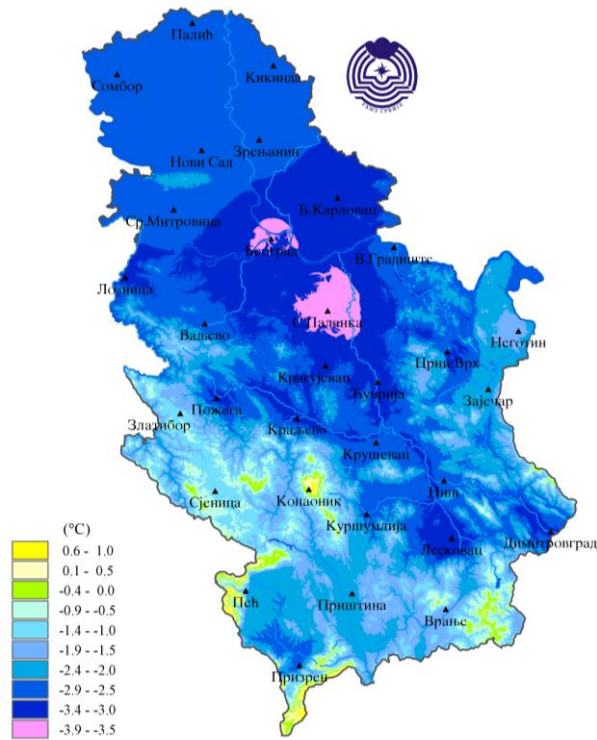 Палић
Кикинда
Сомбор
Зрењанин
Нови Сад
Б.Карловац
Ср.Митровица
Београд
В.Градиште
Лозница
С.Паланка
Ваљево
Неготин
Црни Врх
Крагујевац
Ћуприја
Зајечар
Пожега
Златибор
Краљево
Крушевац
Ниш
Сјеница
Копаоник
Куршумлија
Лесковац
Димитровград
(°C)
0.6 - 1.0
0.1 - 0.5
-0.4 - 0.0
-0.9 - -0.5
-1.4 - -1.0
-1.9 - -1.5
-2.4 - -2.0
-2.9 - -2.5
-3.4 - -3.0
-3.9 - -3.5
Пећ
Приштина
Врање
Призрен